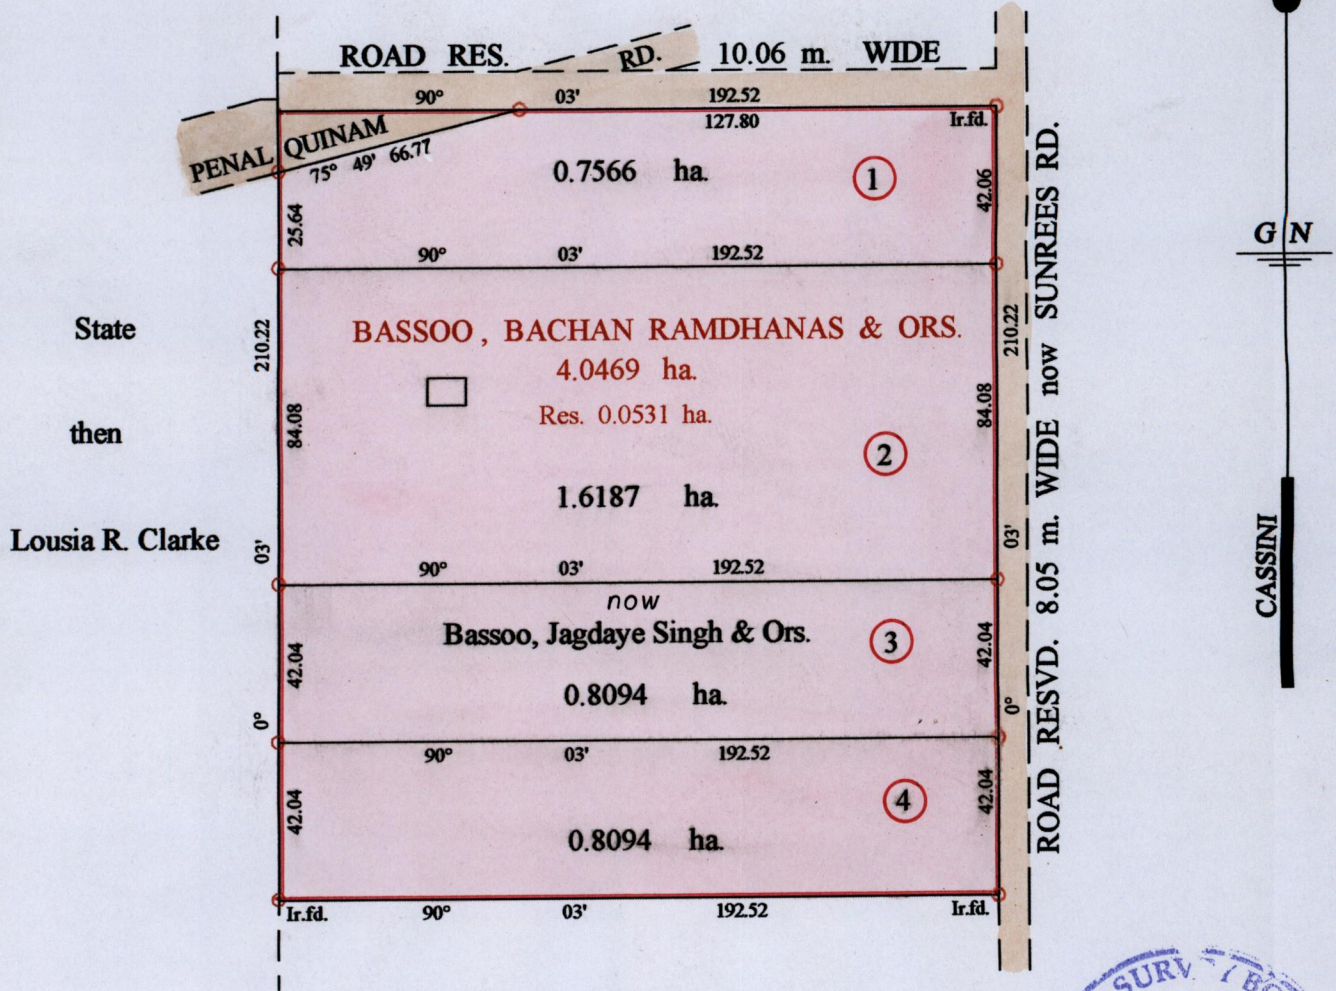 ROAD RES. RD. 10.06 m. WIDE
90° 03' 192.52
127.80 Ir.fd.
PENAL QUINAM
75° 49' 66.77
0.7566 ha. 1
25.64
42.06
90° 03' 192.52
G N
State
then
Lousia R. Clarke
210.22
03'
0°
BASSOO, BACHAN RAMDHANAS & ORS.
4.0469 ha.
Res. 0.0531 ha.
84.08
84.08
2
1.6187 ha.
90° 03' 192.52
now
Bassoo, Jagdaye Singh & Ors.
3
0.8094 ha.
42.04
42.04
90° 03' 192.52
4
0.8094 ha.
42.04
42.04
Ir.fd. 90° 03' 192.52 Ir.fd.
210.22
03'
0°
ROAD RESVD. 8.05 m. WIDE now SUNREES RD.
CASSINI